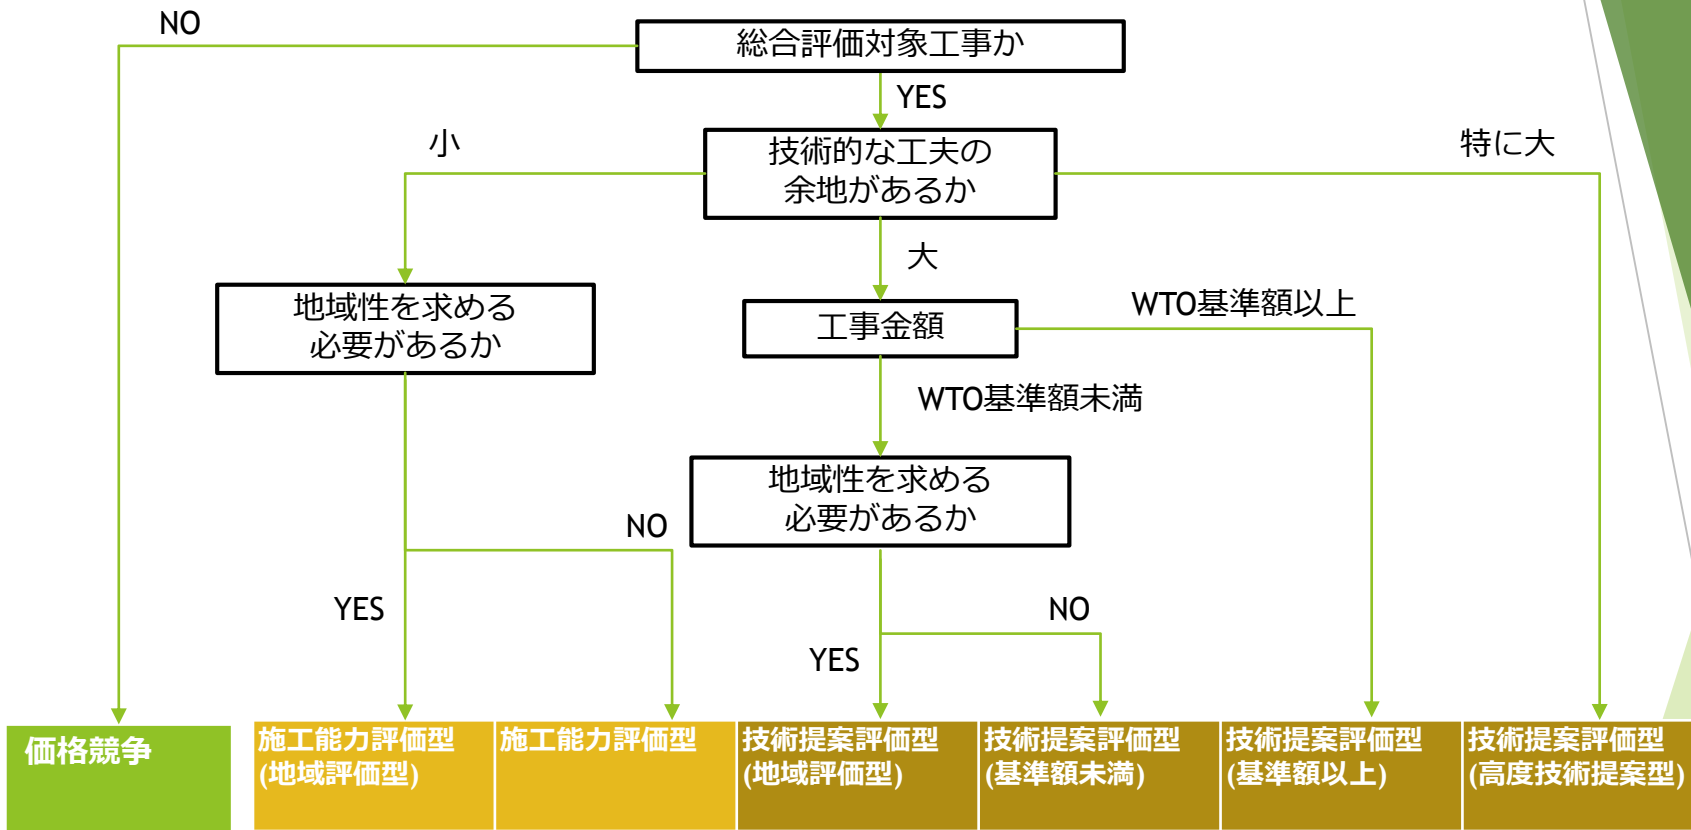 NO
総合評価対象工事か
YES
小
技術的な工夫の
余地があるか
特に大
大
地域性を求める
必要があるか
工事金額
WTO基準額以上
WTO基準額未満
地域性を求める
必要があるか
NO
YES
NO
YES
価格競争
施工能力評価型
(地域評価型)
施工能力評価型
技術提案評価型
(地域評価型)
技術提案評価型
(基準額未満)
技術提案評価型
(基準額以上)
技術提案評価型
(高度技術提案型)